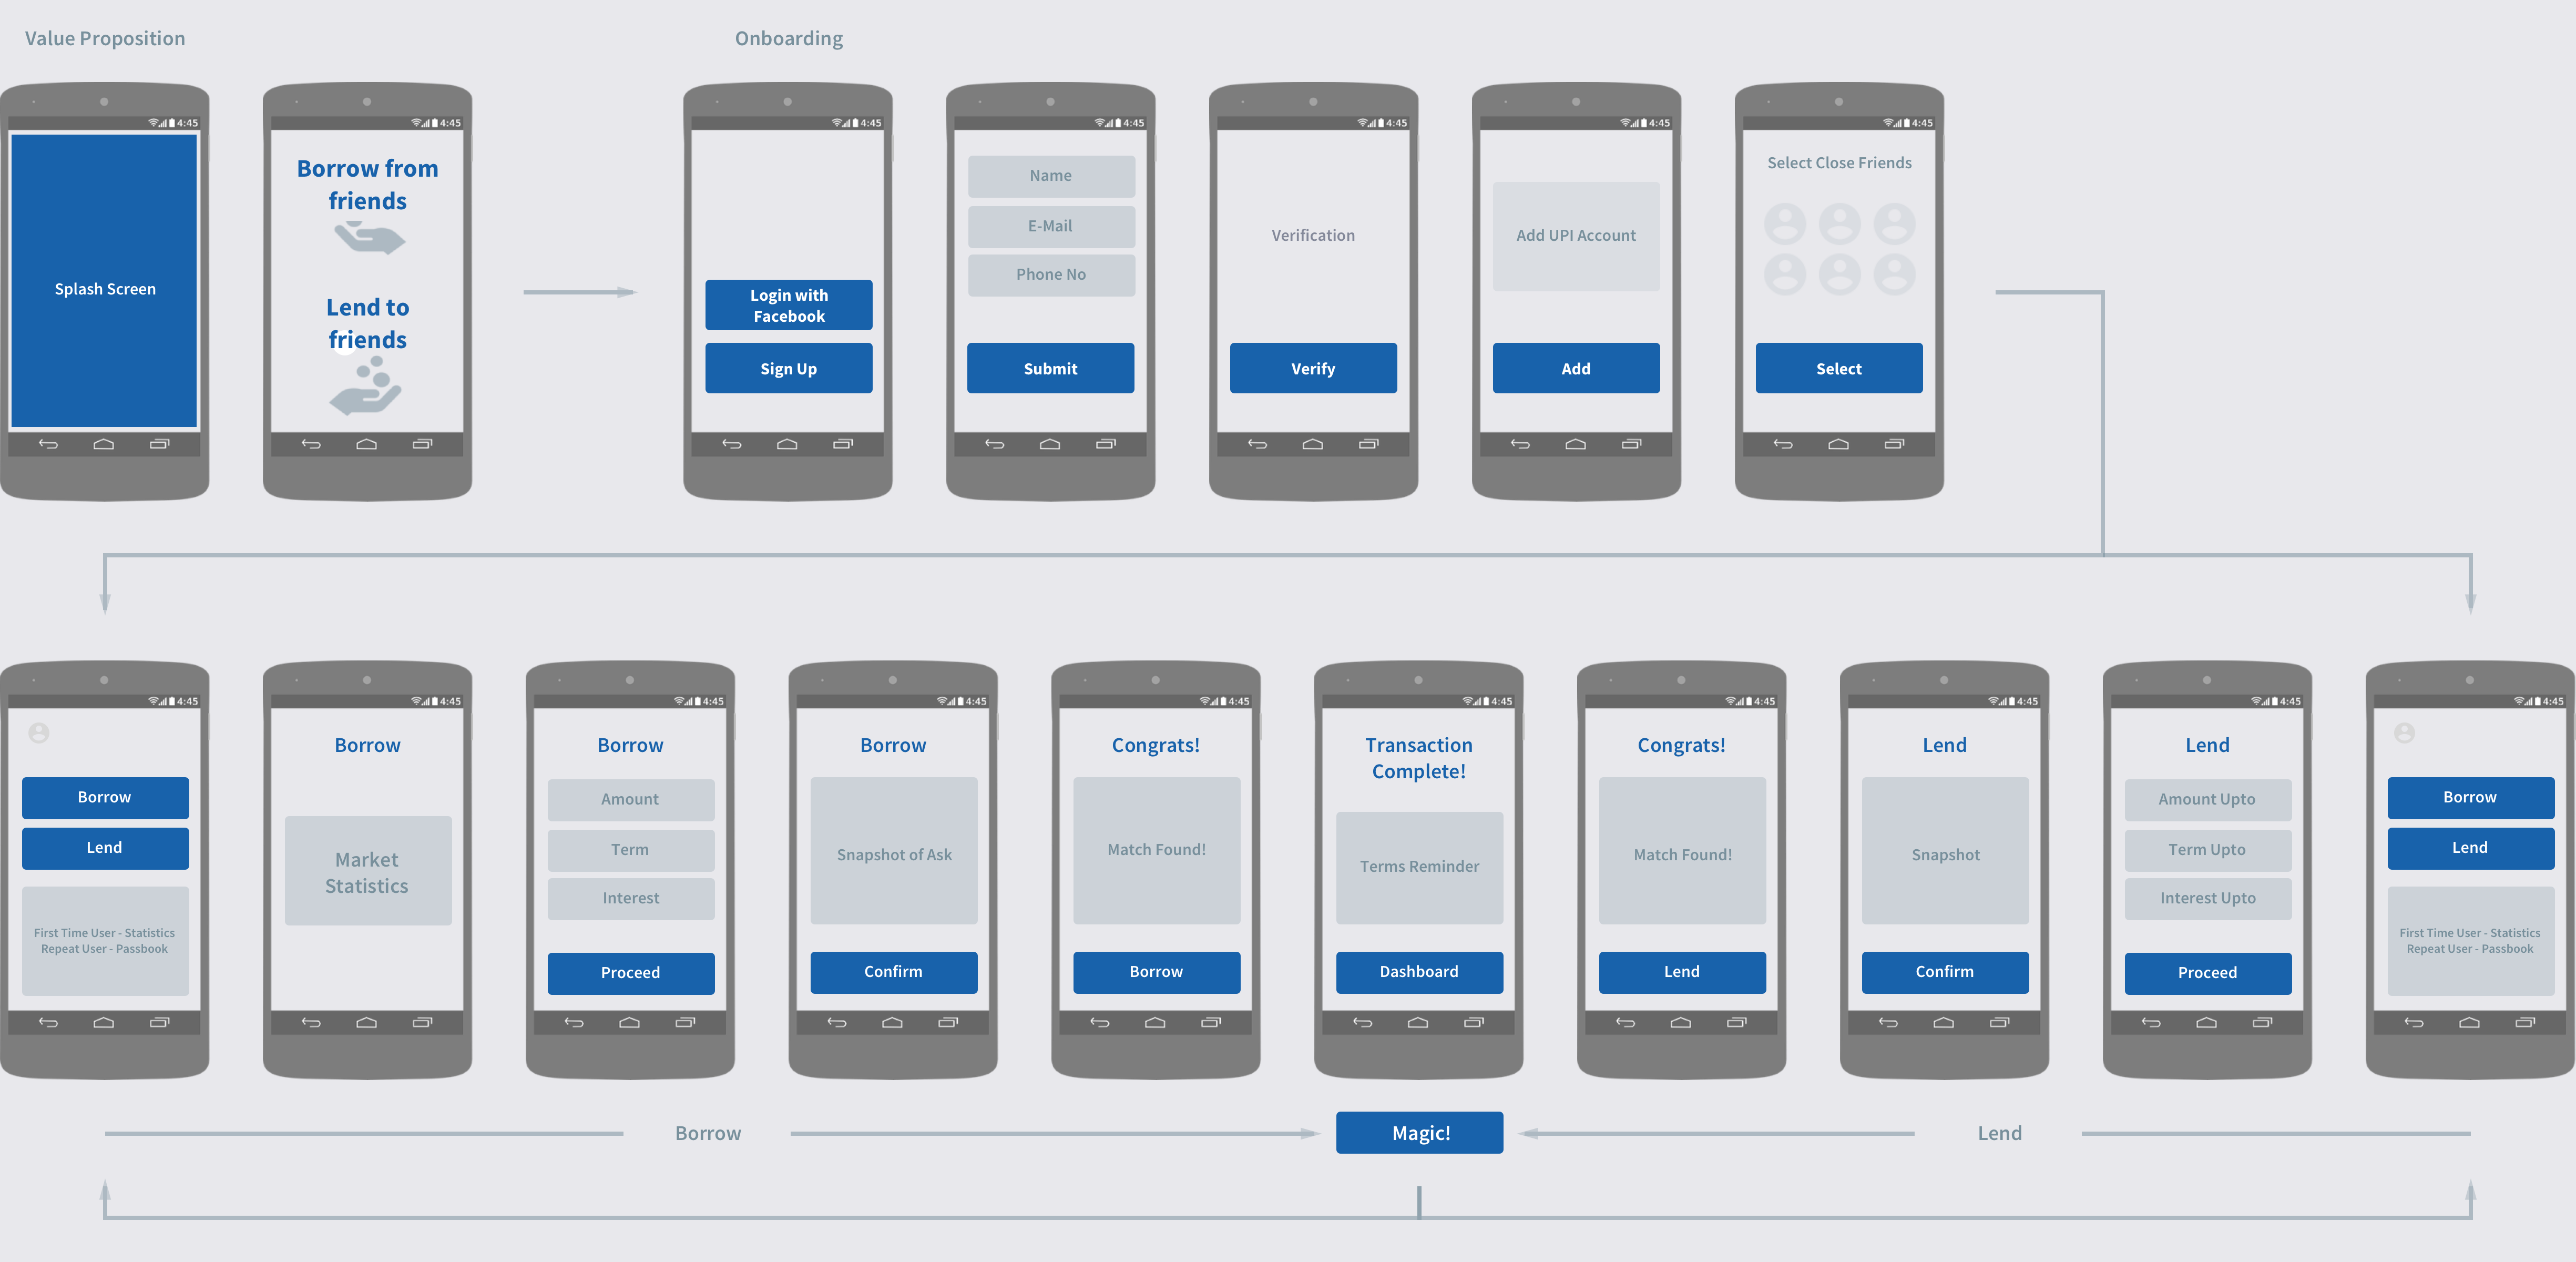 Value Proposition
Onboarding
4:45
Splash Screen
4:45
Borrow from
friends
Lend to
friends
4:45
Login with
Facebook
Sign Up
4:45
Name
E-Mail
Phone No
Submit
4:45
Verification
Verify
4:45
Add UPI Account
Add
4:45
Select Close Friends
Select
4:45
Borrow
Lend
First Time User - Statistics
Repeat User - Passbook
4:45
Borrow
Market
Statistics
4:45
Borrow
Amount
Term
Interest
Proceed
4:45
Borrow
Snapshot of Ask
Confirm
4:45
Congrats!
Match Found!
Borrow
4:45
Transaction
Complete!
Terms Reminder
Dashboard
4:45
Congrats!
Match Found!
Lend
4:45
Lend
Snapshot
Confirm
4:45
Lend
Amount Upto
Term Upto
Interest Upto
Proceed
4:45
Borrow
Lend
First Time User - Statistics
Repeat User - Passbook
Borrow
Magic!
Lend